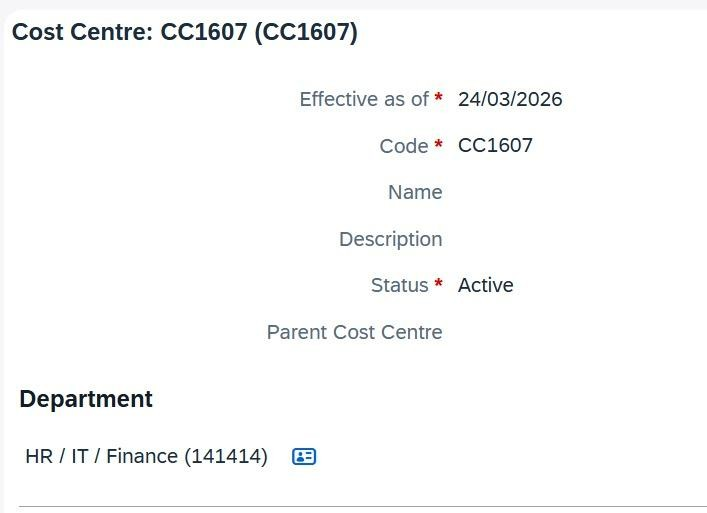 Cost Centre: CC1607 (CC1607)
Effective as of * 24/03/2026
Code * CC1607
Name
Description
Status * Active
Parent Cost Centre
Department
HR / IT / Finance (141414)